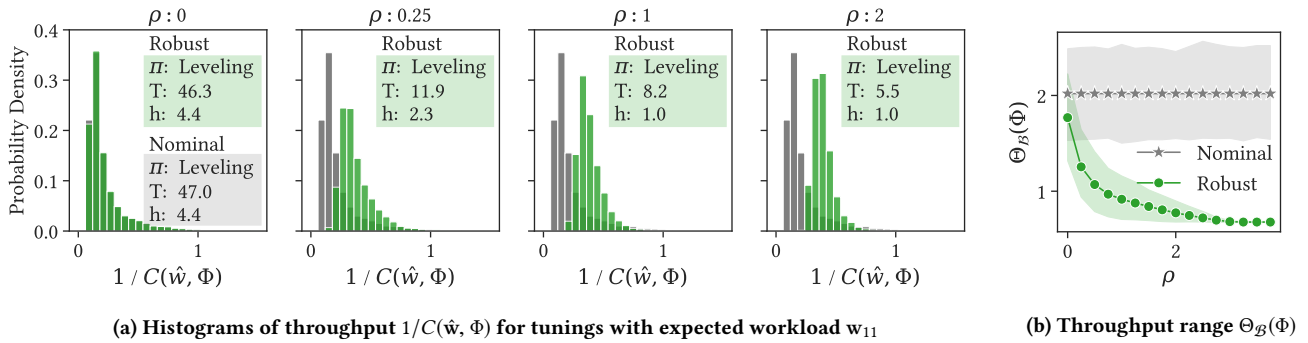 ρ : 0
ρ : 0.25
ρ : 1
ρ : 2
Probability Density
0.4
0.3
0.2
0.1
0.0
Robust
π: Leveling
T: 46.3
h: 4.4
Nominal
π: Leveling
T: 47.0
h: 4.4
0
1
1 / C(ŵ, Φ)
Robust
π: Leveling
T: 11.9
h: 2.3
0
1
1 / C(ŵ, Φ)
Robust
π: Leveling
T: 8.2
h: 1.0
0
1
1 / C(ŵ, Φ)
Robust
π: Leveling
T: 5.5
h: 1.0
0
1
1 / C(ŵ, Φ)
Θ_ℬ(Φ)
2
1
Nominal
Robust
0
2
ρ
(a) Histograms of throughput 1/C(ŵ, Φ) for tunings with expected workload w₁₁
(b) Throughput range Θ_ℬ(Φ)